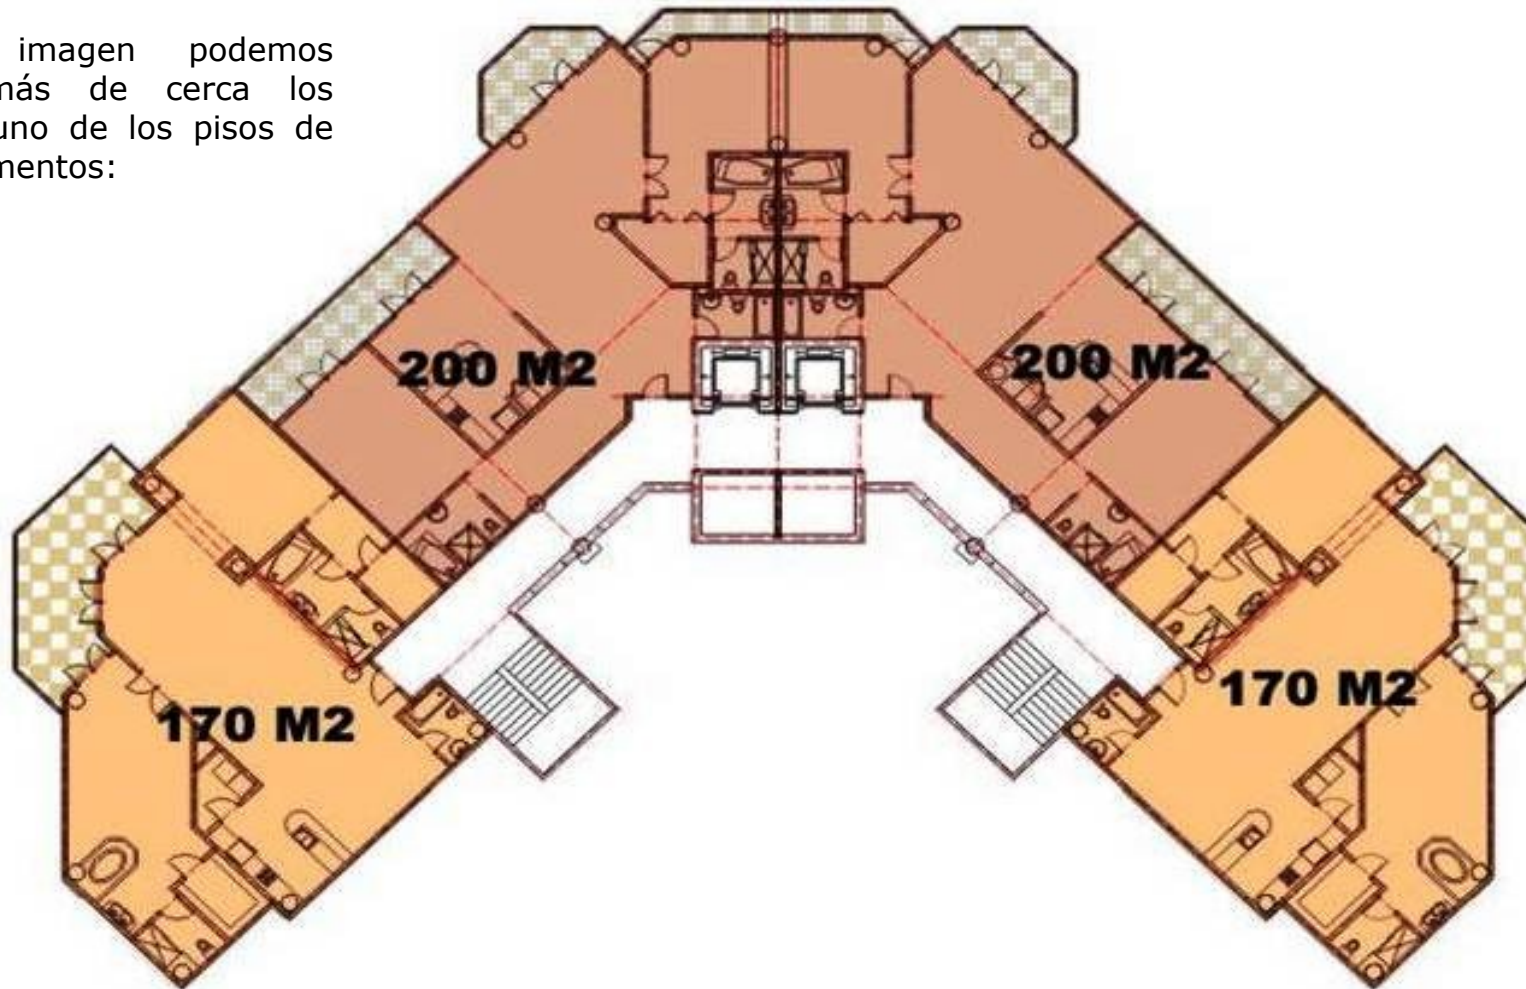 imagen podemos
más de cerca los
uno de los pisos de
mentos:
200 M2
200 M2
170 M2
170 M2